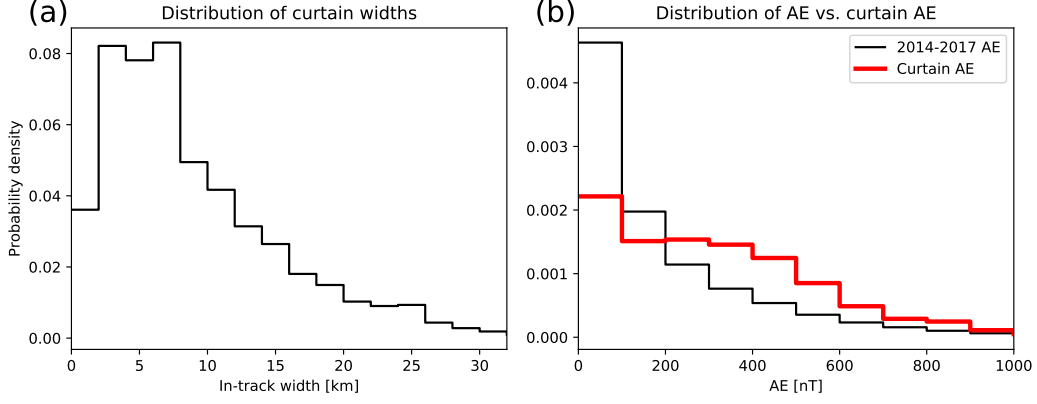 (a)
Distribution of curtain widths
Probability density
0.08
0.06
0.04
0.02
0.00
0 5 10 15 20 25 30
In-track width [km]
(b)
Distribution of AE vs. curtain AE
2014-2017 AE
Curtain AE
0.004
0.003
0.002
0.001
0.000
0 200 400 600 800 1000
AE [nT]